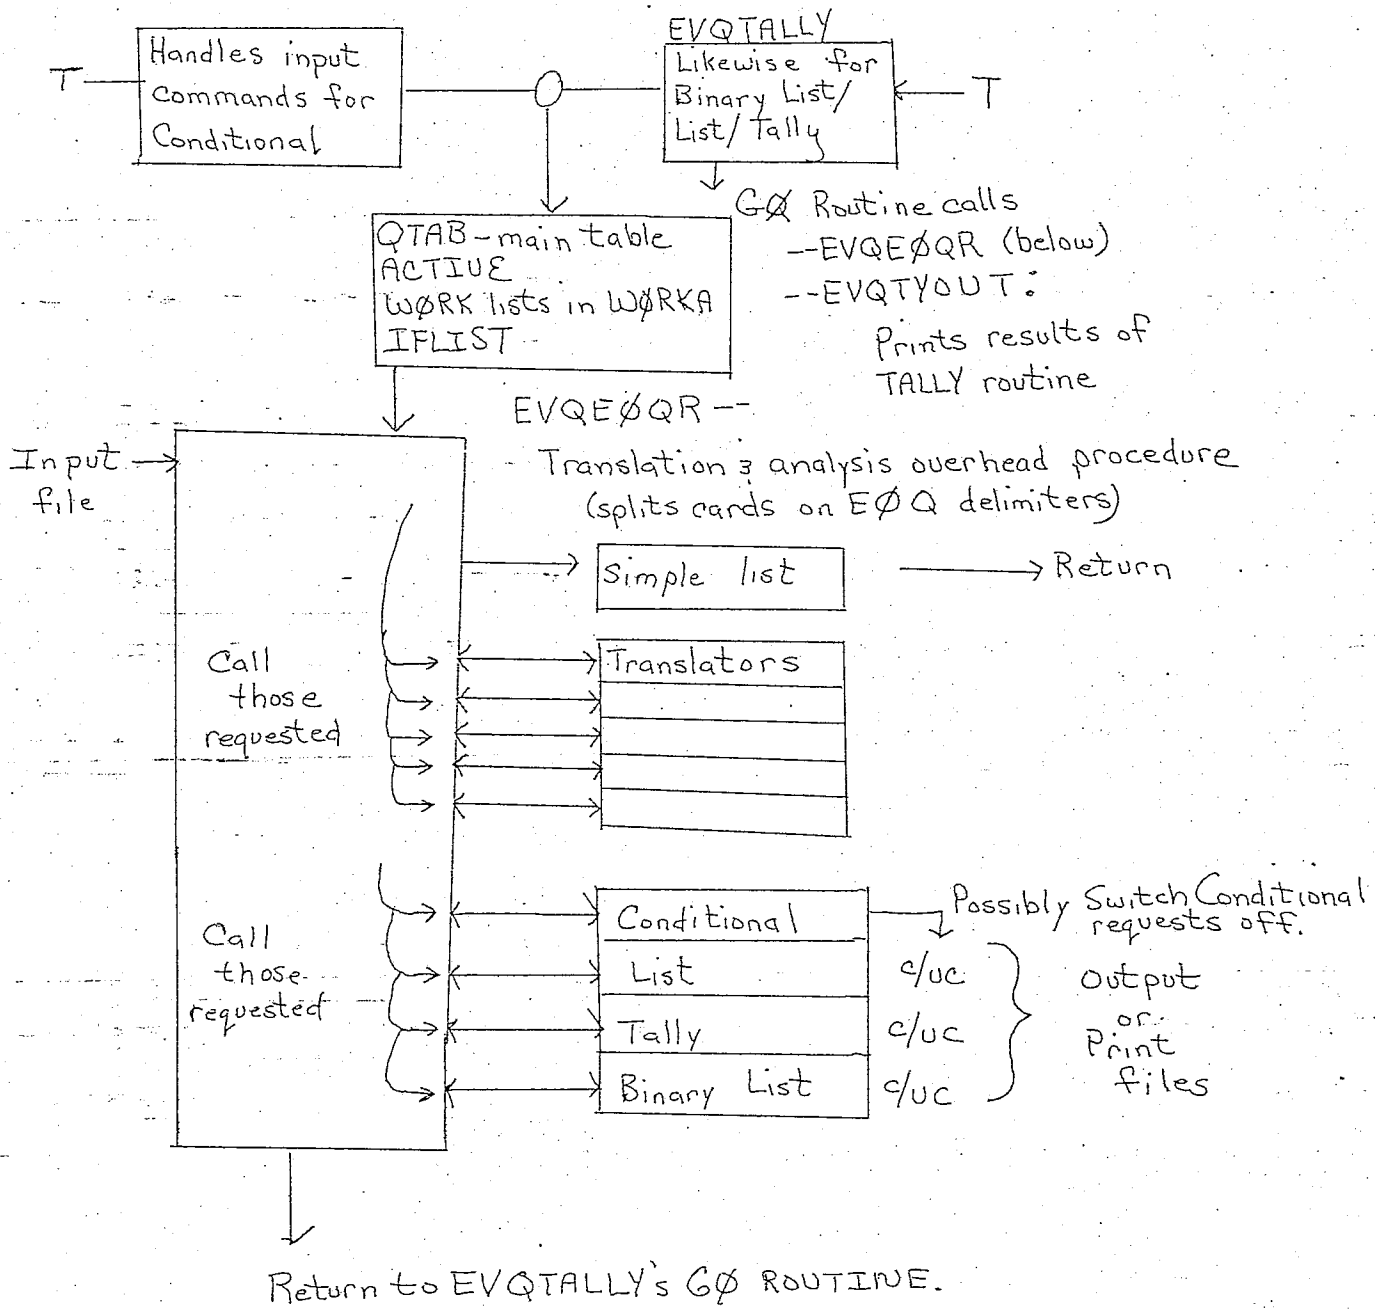 T
Handles input
commands for
Conditional
EVQTALLY
Likewise for
Binary List/
List/Tally
T
GØ Routine calls
--EVQEØQR (below)
--EVQTYOUT:
Prints results of
TALLY routine
QTAB-main table
ACTIVE
WØRK lists in WØRKA
IFLIST
EVQEØQR --
Translation & analysis overhead procedure
(splits cards on EØQ delimiters)
Input
file
Simple list
Return
Call
those
requested
Translators
Call
those
requested
Conditional
List
Tally
Binary List
Possibly Switch Conditional
requests off.
c/uc
c/uc
c/uc
Output
or
Print
files
Return to EVQTALLY's GØ ROUTINE.